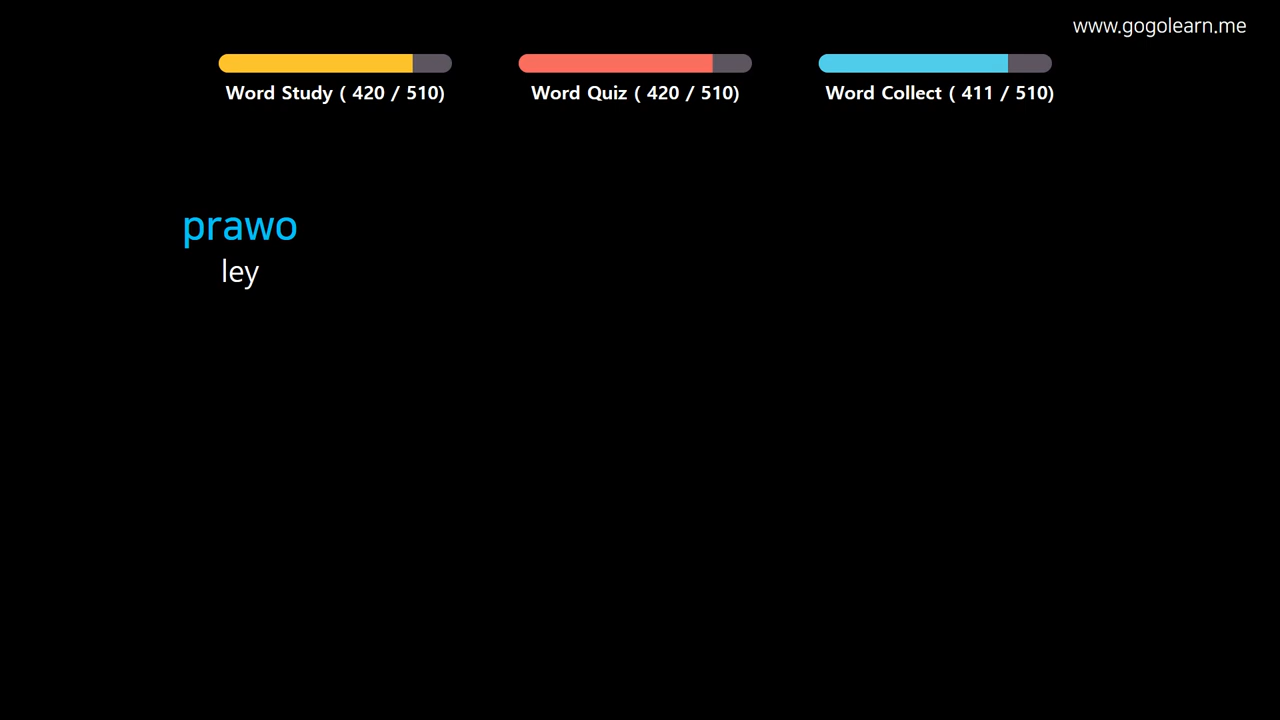 www.gogolearn.me
Word Study ( 420 / 510)
Word Quiz ( 420 / 510)
Word Collect ( 411 / 510)
prawo
ley